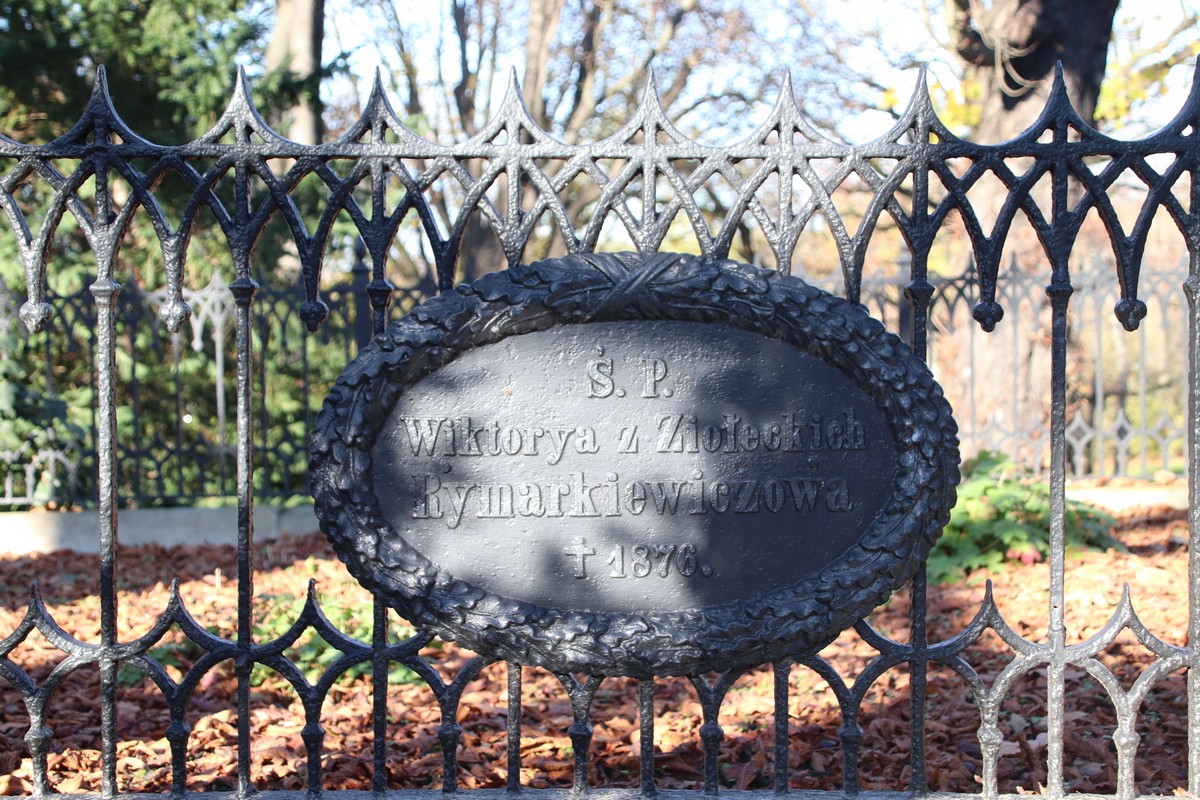 Ś. P.
Wiktorya z Ziołeckich
Rymarkiewiczowa
† 1876.